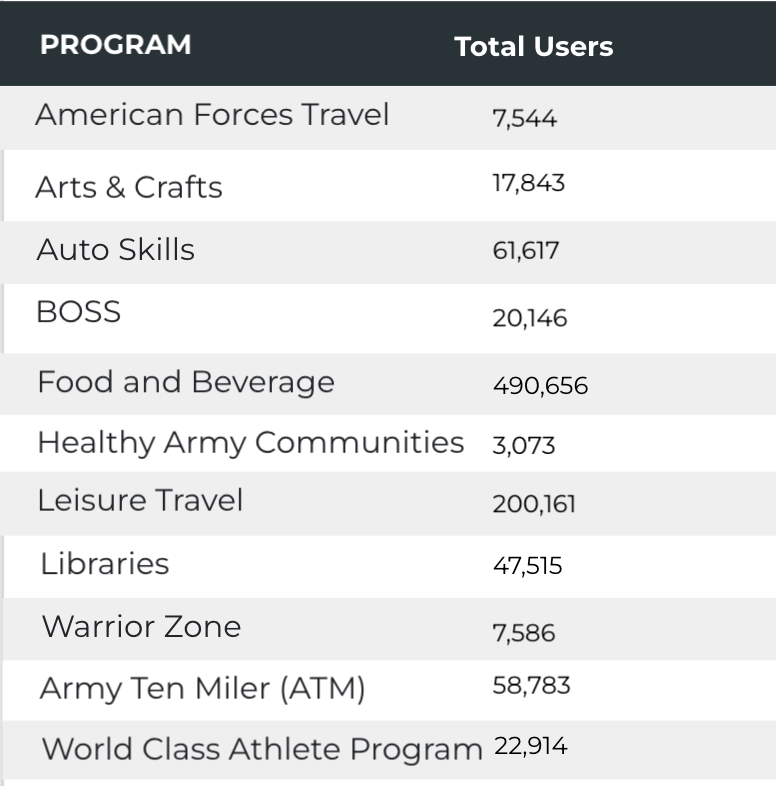 PROGRAM Total Users
American Forces Travel 7,544
Arts & Crafts 17,843
Auto Skills 61,617
BOSS 20,146
Food and Beverage 490,656
Healthy Army Communities 3,073
Leisure Travel 200,161
Libraries 47,515
Warrior Zone 7,586
Army Ten Miler (ATM) 58,783
World Class Athlete Program 22,914